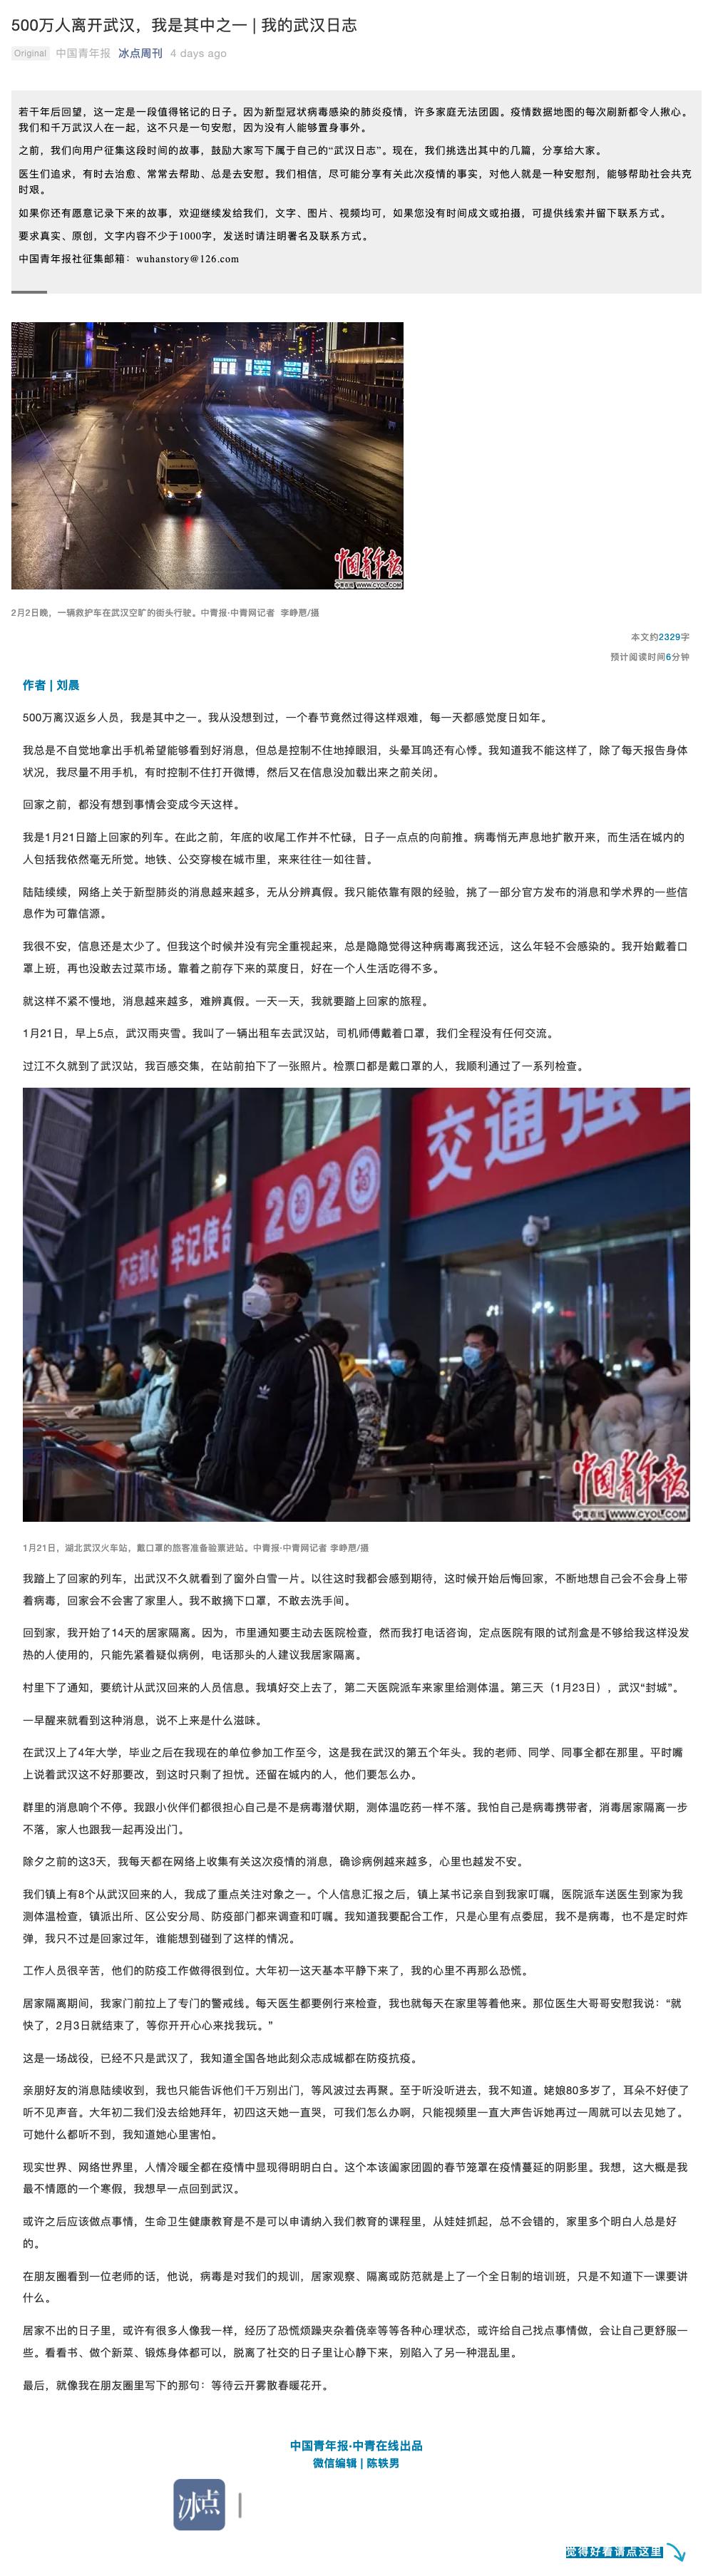 500万人离开武汉，我是其中之一 | 我的武汉日志
Original 中国青年报 冰点周刊 4 days ago
若干年后回望，这一定是一段值得铭记的日子。因为新型冠状病毒感染的肺炎疫情，许多家庭无法团圆。疫情数据地图的每次刷新都令人揪心。
我们和千万武汉人在一起，这不只是一句安慰，因为没有人能够置身事外。
之前，我们向用户征集这段时间的故事，鼓励大家写下属于自己的“武汉日志”。现在，我们挑选出其中的几篇，分享给大家。
医生们追求，有时去治愈、常常去帮助、总是去安慰。我们相信，尽可能分享有关此次疫情的事实，对他人就是一种安慰剂，能够帮助社会共克
时艰。
如果你还有愿意记录下来的故事，欢迎继续发给我们，文字、图片、视频均可，如果您没有时间成文或拍摄，可提供线索并留下联系方式。
要求真实、原创，文字内容不少于1000字，发送时请注明署名及联系方式。
中国青年报社征集邮箱：wuhanstory@126.com
中国青年报
中青在线 WWW.CYOL.COM
2月2日晚，一辆救护车在武汉空旷的街头行驶。中青报·中青网记者 李峥苨/摄
本文约2329字
预计阅读时间6分钟
作者 | 刘晨
500万离汉返乡人员，我是其中之一。我从没想到过，一个春节竟然过得这样艰难，每一天都感觉度日如年。
我总是不自觉地拿出手机希望能够看到好消息，但总是控制不住地掉眼泪，头晕耳鸣还有心悸。我知道我不能这样了，除了每天报告身体
状况，我尽量不用手机，有时控制不住打开微博，然后又在信息没加载出来之前关闭。
回家之前，都没有想到事情会变成今天这样。
我是1月21日踏上回家的列车。在此之前，年底的收尾工作并不忙碌，日子一点点的向前推。病毒悄无声息地扩散开来，而生活在城内的
人包括我依然毫无所觉。地铁、公交穿梭在城市里，来来往往一如往昔。
陆陆续续，网络上关于新型肺炎的消息越来越多，无从分辨真假。我只能依靠有限的经验，挑了一部分官方发布的消息和学术界的一些信
息作为可靠信源。
我很不安，信息还是太少了。但我这个时候并没有完全重视起来，总是隐隐觉得这种病毒离我还远，这么年轻不会感染的。我开始戴着口
罩上班，再也没敢去过菜市场。靠着之前存下来的菜度日，好在一个人生活吃得不多。
就这样不紧不慢地，消息越来越多，难辨真假。一天一天，我就要踏上回家的旅程。
1月21日，早上5点，武汉雨夹雪。我叫了一辆出租车去武汉站，司机师傅戴着口罩，我们全程没有任何交流。
过江不久就到了武汉站，我百感交集，在站前拍下了一张照片。检票口都是戴口罩的人，我顺利通过了一系列检查。
不忘初心 牢记使命 2020 交通强国
中国青年报
中青在线 WWW.CYOL.COM
1月21日，湖北武汉火车站，戴口罩的旅客准备验票进站。中青报·中青网记者 李峥苨/摄
我踏上了回家的列车，出武汉不久就看到了窗外白雪一片。以往这时我都会感到期待，这时候开始后悔回家，不断地想自己会不会身上带
着病毒，回家会不会害了家里人。我不敢摘下口罩，不敢去洗手间。
回到家，我开始了14天的居家隔离。因为，市里通知要主动去医院检查，然而我打电话咨询，定点医院有限的试剂盒是不够给我这样没发
热的人使用的，只能先紧着疑似病例，电话那头的人建议我居家隔离。
村里下了通知，要统计从武汉回来的人员信息。我填好交上去了，第二天医院派车来家里给测体温。第三天（1月23日），武汉“封城”。
一早醒来就看到这种消息，说不上来是什么滋味。
在武汉上了4年大学，毕业之后在我现在的单位参加工作至今，这是我在武汉的第五个年头。我的老师、同学、同事全都在那里。平时嘴
上说着武汉这不好那要改，到这时只剩了担忧。还留在城内的人，他们要怎么办。
群里的消息响个不停。我跟小伙伴们都很担心自己是不是病毒潜伏期，测体温吃药一样不落。我怕自己是病毒携带者，消毒居家隔离一步
不落，家人也跟我一起再没出门。
除夕之前的这3天，我每天都在网络上收集有关这次疫情的消息，确诊病例越来越多，心里也越发不安。
我们镇上有8个从武汉回来的人，我成了重点关注对象之一。个人信息汇报之后，镇上某书记亲自到我家叮嘱，医院派车送医生到家为我
测体温检查，镇派出所、区公安分局、防疫部门都来调查和叮嘱。我知道我要配合工作，只是心里有点委屈，我不是病毒，也不是定时炸
弹，我只不过是回家过年，谁能想到碰到了这样的情况。
工作人员很辛苦，他们的防疫工作做得很到位。大年初一这天基本平静下来了，我的心里不再那么恐慌。
居家隔离期间，我家门前拉上了专门的警戒线。每天医生都要例行来检查，我也就每天在家里等着他来。那位医生大哥哥安慰我说：“就
快了，2月3日就结束了，等你开开心心来找我玩。”
这是一场战役，已经不只是武汉了，我知道全国各地此刻众志成城都在防疫抗疫。
亲朋好友的消息陆续收到，我也只能告诉他们千万别出门，等风波过去再聚。至于听没听进去，我不知道。姥娘80多岁了，耳朵不好使了
听不见声音。大年初二我们没去给她拜年，初四这天她一直哭，可我们怎么办啊，只能视频里一直大声告诉她再过一周就可以去见她了。
可她什么都听不到，我知道她心里害怕。
现实世界、网络世界里，人情冷暖全都在疫情中显现得明明白白。这个本该阖家团圆的春节笼罩在疫情蔓延的阴影里。我想，这大概是我
最不情愿的一个寒假，我想早一点回到武汉。
或许之后应该做点事情，生命卫生健康教育是不是可以申请纳入我们教育的课程里，从娃娃抓起，总不会错的，家里多个明白人总是好
的。
在朋友圈看到一位老师的话，他说，病毒是对我们的规训，居家观察、隔离或防范就是上了一个全日制的培训班，只是不知道下一课要讲
什么。
居家不出的日子里，或许有很多人像我一样，经历了恐慌烦躁夹杂着侥幸等等各种心理状态，或许给自己找点事情做，会让自己更舒服一
些。看看书、做个新菜、锻炼身体都可以，脱离了社交的日子里让心静下来，别陷入了另一种混乱里。
最后，就像我在朋友圈里写下的那句：等待云开雾散春暖花开。
中国青年报·中青在线出品
微信编辑 | 陈轶男
冰点
觉得好看请点这里